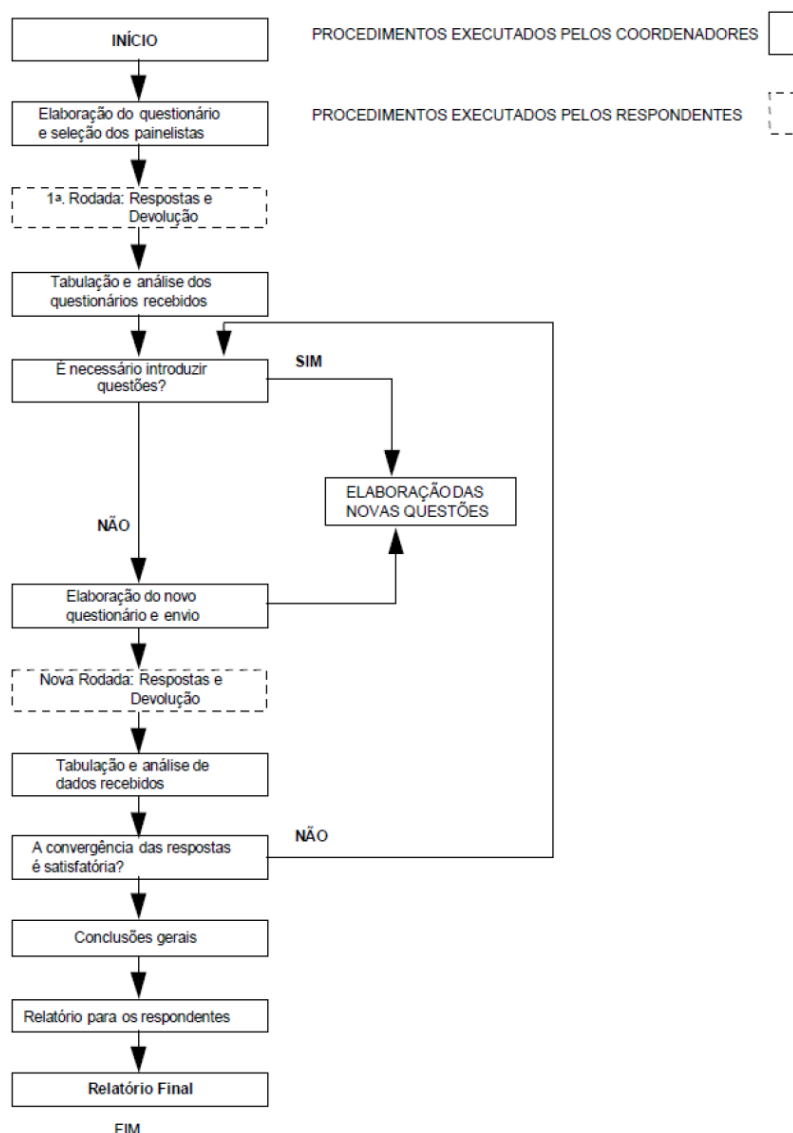 INÍCIO
PROCEDIMENTOS EXECUTADOS PELOS COORDENADORES
Elaboração do questionário
e seleção dos painelistas
PROCEDIMENTOS EXECUTADOS PELOS RESPONDENTES
1ª. Rodada: Respostas e
Devolução
Tabulação e análise dos
questionários recebidos
É necessário introduzir
questões?
SIM
ELABORAÇÃO DAS
NOVAS QUESTÕES
NÃO
Elaboração do novo
questionário e envio
Nova Rodada: Respostas e
Devolução
Tabulação e análise de
dados recebidos
A convergência das respostas
é satisfatória?
NÃO
Conclusões gerais
Relatório para os respondentes
Relatório Final
FIM